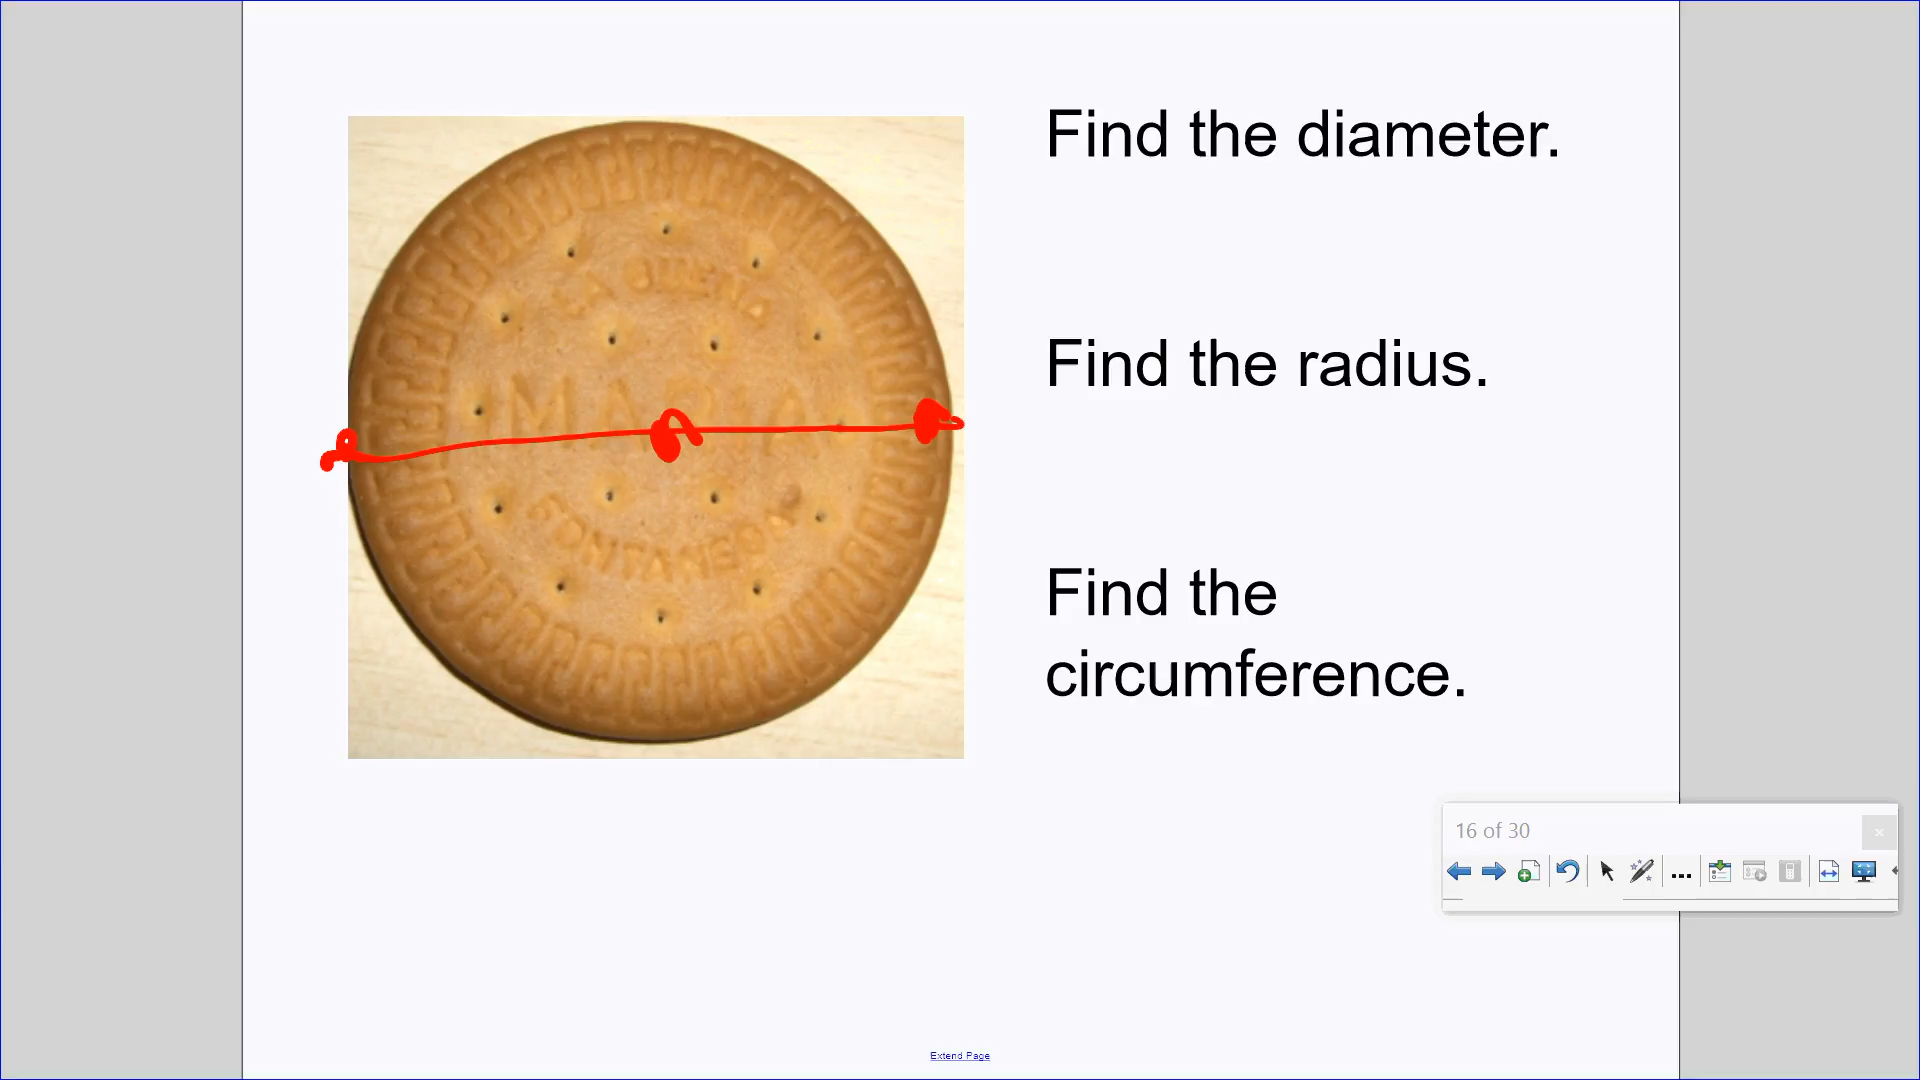 Find the diameter.
LA BUENA
MARIA
FONTANEDA
Find the radius.
Find the
circumference.
16 of 30
Extend Page